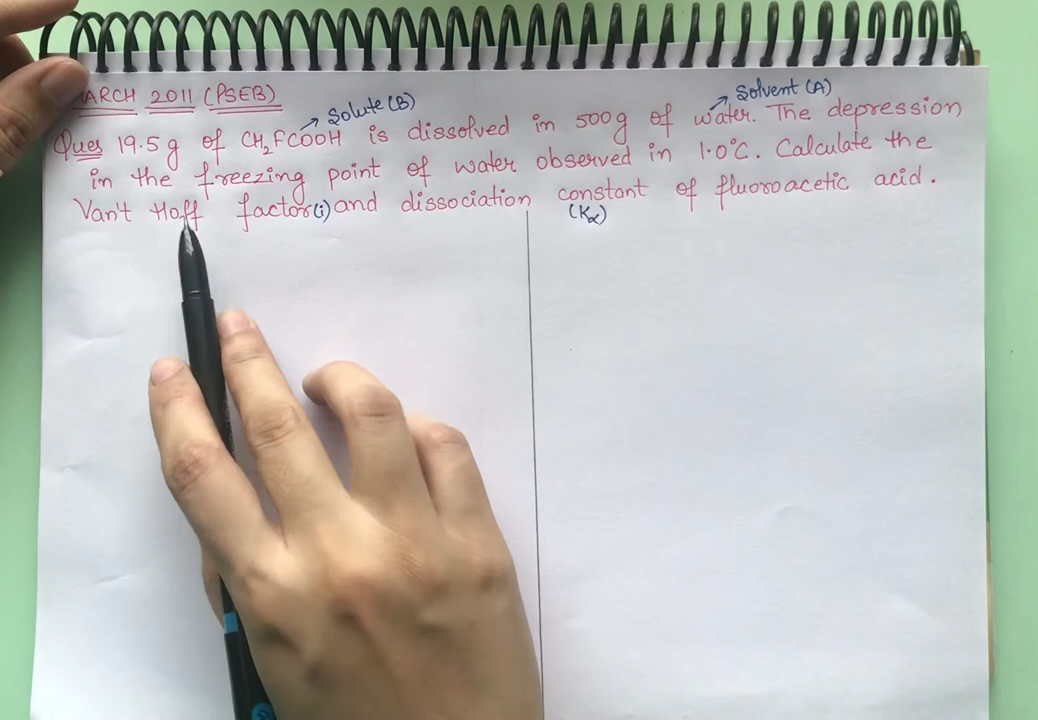 ARCH 2011 (PSEB)
Solute (B)
Solvent (A)
Ques 19.5 g of CH₂FCOOH is dissolved in 500g of water. The depression
in the freezing point of water observed in 1.0°C. Calculate the
Van't Hoff factor(i) and dissociation constant of fluoroacetic acid.
(Kα)